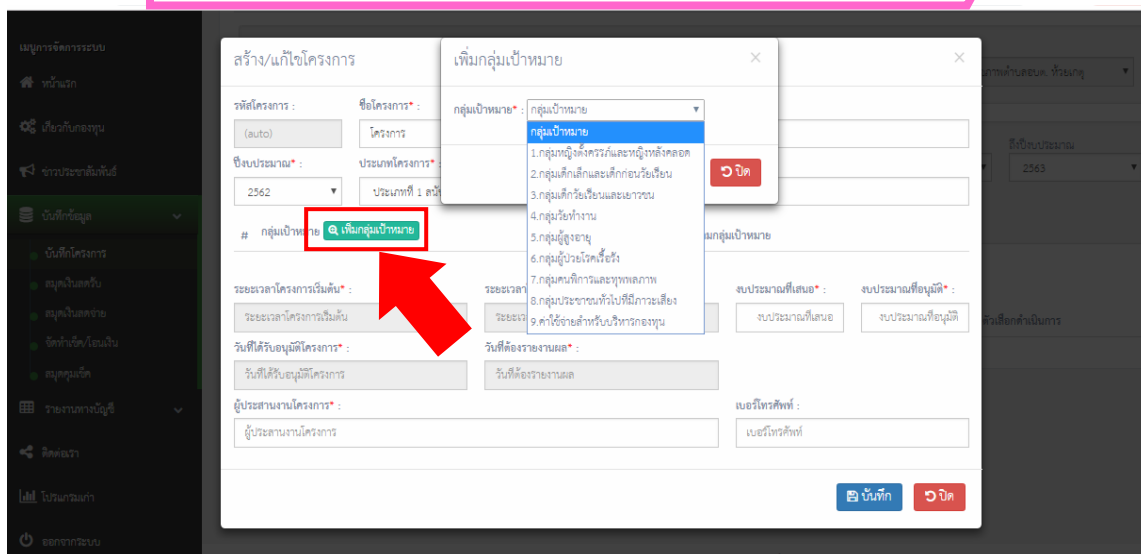 เมนูการจัดการระบบ
หน้าแรก
เกี่ยวกับกองทุน
ข่าวประชาสัมพันธ์
บันทึกข้อมูล
บันทึกโครงการ
สมุดเงินสดรับ
สมุดเงินสดจ่าย
จัดทำเช็ค/โอนเงิน
สมุดคุมเช็ค
รายงานทางบัญชี
ติดต่อเรา
โปรแกรมเก่า
ออกจากระบบ
สร้าง/แก้ไขโครงการ ×
รหัสโครงการ : ชื่อโครงการ* :
(auto) โครงการ
ปีงบประมาณ* : ประเภทโครงการ* :
2562 ประเภทที่ 1
# กลุ่มเป้าหมาย เพิ่มกลุ่มเป้าหมาย
กลุ่มเป้าหมาย
ระยะเวลาโครงการเริ่มต้น* : งบประมาณที่เสนอ* : งบประมาณที่อนุมัติ* :
ระยะเวลาโครงการเริ่มต้น งบประมาณที่เสนอ งบประมาณที่อนุมัติ
วันที่ได้รับอนุมัติโครงการ* : วันที่ต้องรายงานผล* :
วันที่ได้รับอนุมัติโครงการ วันที่ต้องรายงานผล
ผู้ประสานงานโครงการ* : เบอร์โทรศัพท์ :
ผู้ประสานงานโครงการ เบอร์โทรศัพท์
บันทึก ปิด
เพิ่มกลุ่มเป้าหมาย ×
กลุ่มเป้าหมาย* : กลุ่มเป้าหมาย
กลุ่มเป้าหมาย
1.กลุ่มหญิงตั้งครรภ์และหญิงหลังคลอด
2.กลุ่มเด็กเล็กและเด็กก่อนวัยเรียน
3.กลุ่มเด็กวัยเรียนและเยาวชน
4.กลุ่มวัยทำงาน
5.กลุ่มผู้สูงอายุ
6.กลุ่มผู้ป่วยโรคเรื้อรัง
7.กลุ่มคนพิการและทุพพลภาพ
8.กลุ่มประชาชนทั่วไปที่มีภาวะเสี่ยง
9.ค่าใช้จ่ายสำหรับบริหารกองทุน
ปิด
ห้วยเกตุ
ถึงปีงบประมาณ
2563
ตัวเลือกดำเนินการ